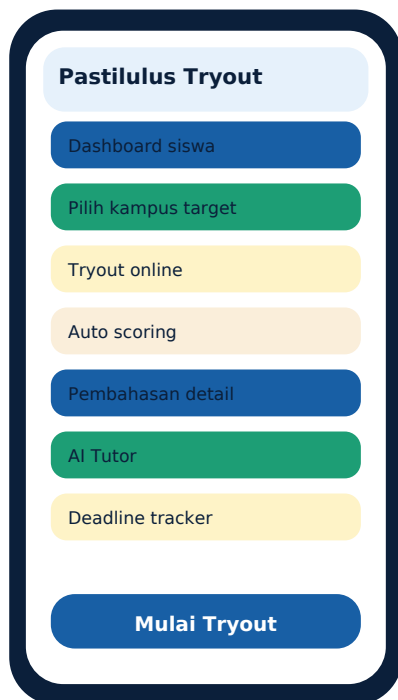 Pastilulus Tryout
Dashboard siswa
Pilih kampus target
Tryout online
Auto scoring
Pembahasan detail
AI Tutor
Deadline tracker
Mulai Tryout